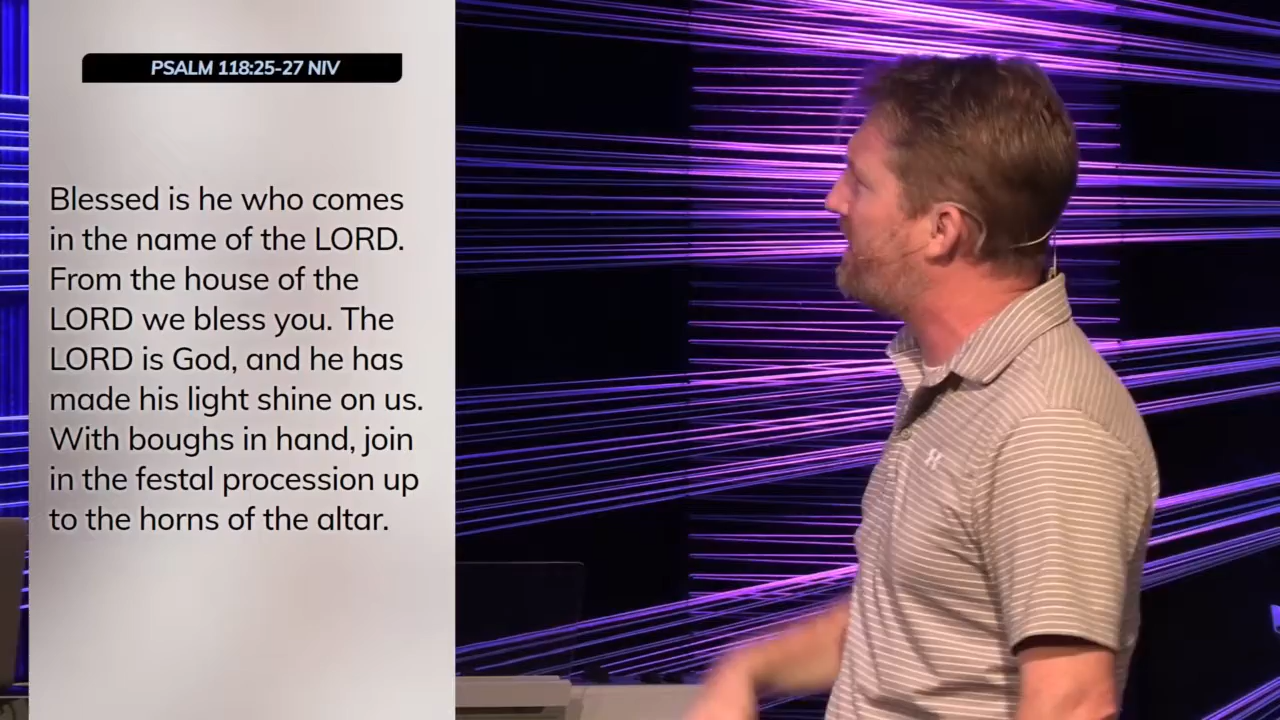 PSALM 118:25-27 NIV
Blessed is he who comes
in the name of the LORD.
From the house of the
LORD we bless you. The
LORD is God, and he has
made his light shine on us.
With boughs in hand, join
in the festal procession up
to the horns of the altar.